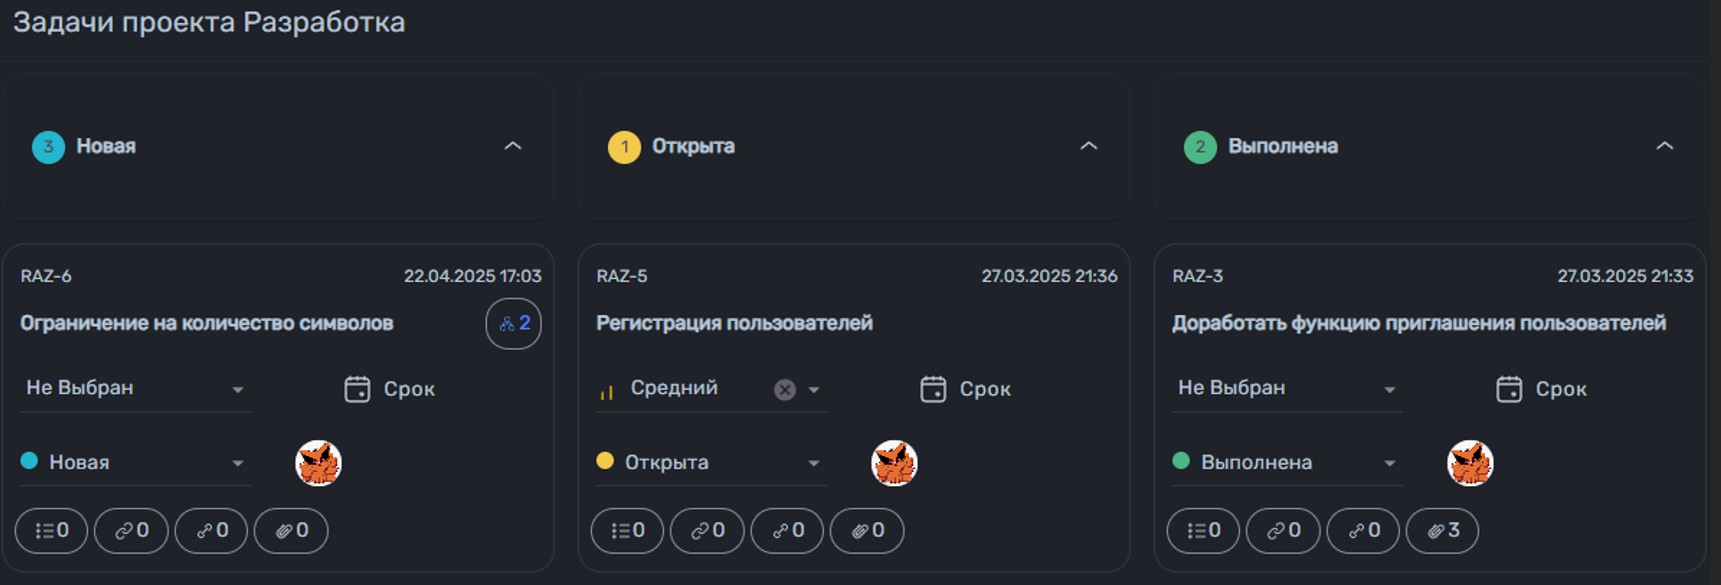 Задачи проекта Разработка
3 Новая
1 Открыта
2 Выполнена
RAZ-6 22.04.2025 17:03
Ограничение на количество символов 2
Не Выбран Срок
Новая
0 0 0 0
RAZ-5 27.03.2025 21:36
Регистрация пользователей
Средний Срок
Открыта
0 0 0 0
RAZ-3 27.03.2025 21:33
Доработать функцию приглашения пользователей
Не Выбран Срок
Выполнена
0 0 0 3